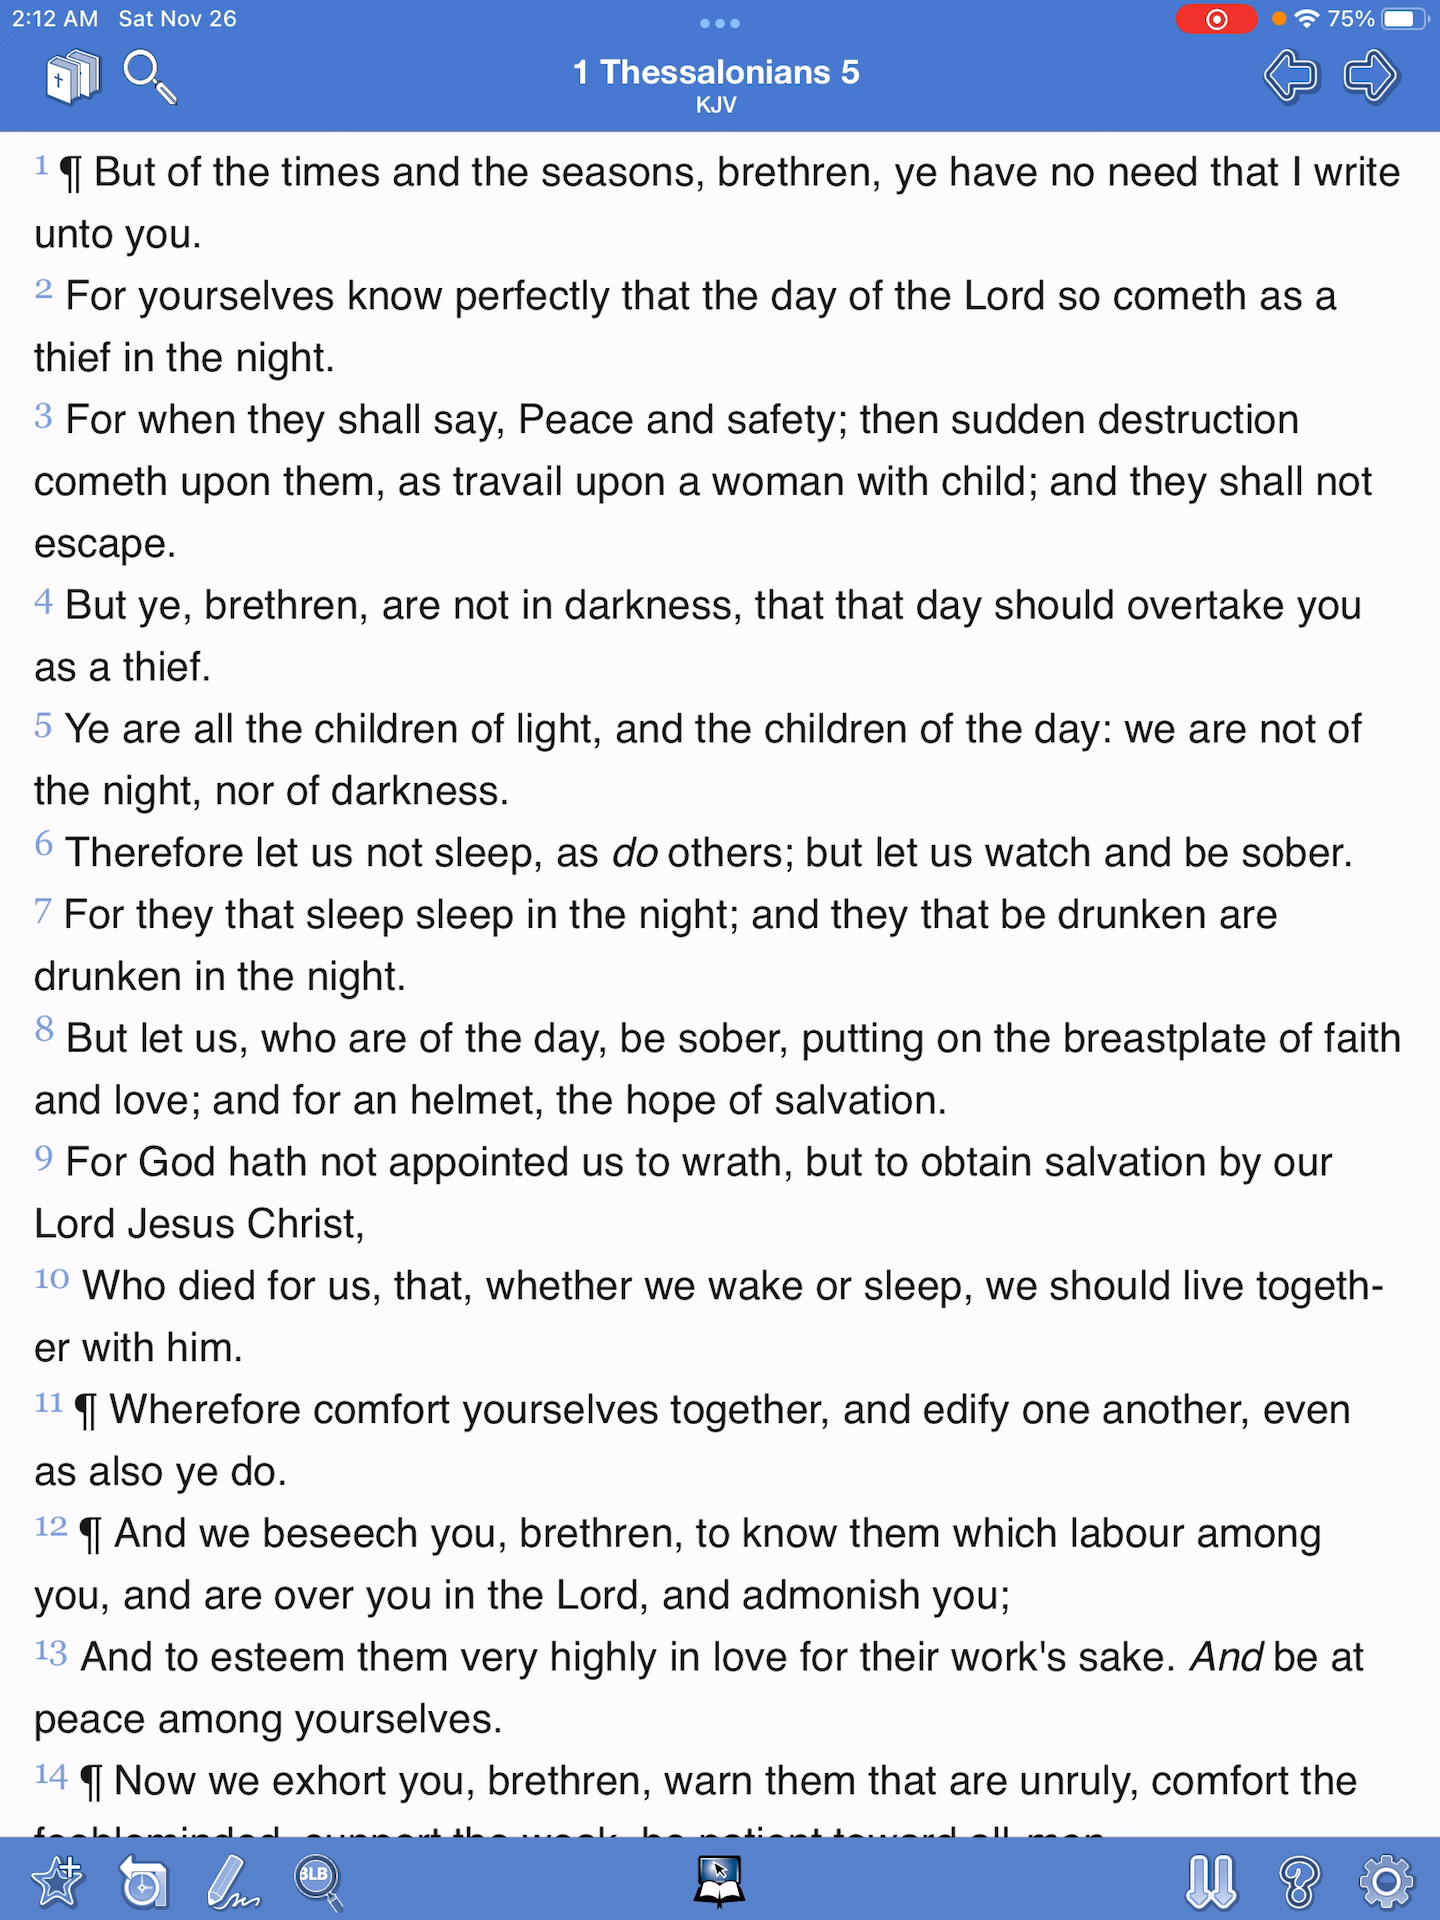 2:12 AM Sat Nov 26
75%
1 Thessalonians 5
KJV
1 ¶ But of the times and the seasons, brethren, ye have no need that I write
unto you.
2 For yourselves know perfectly that the day of the Lord so cometh as a
thief in the night.
3 For when they shall say, Peace and safety; then sudden destruction
cometh upon them, as travail upon a woman with child; and they shall not
escape.
4 But ye, brethren, are not in darkness, that that day should overtake you
as a thief.
5 Ye are all the children of light, and the children of the day: we are not of
the night, nor of darkness.
6 Therefore let us not sleep, as do others; but let us watch and be sober.
7 For they that sleep sleep in the night; and they that be drunken are
drunken in the night.
8 But let us, who are of the day, be sober, putting on the breastplate of faith
and love; and for an helmet, the hope of salvation.
9 For God hath not appointed us to wrath, but to obtain salvation by our
Lord Jesus Christ,
10 Who died for us, that, whether we wake or sleep, we should live togeth-
er with him.
11 ¶ Wherefore comfort yourselves together, and edify one another, even
as also ye do.
12 ¶ And we beseech you, brethren, to know them which labour among
you, and are over you in the Lord, and admonish you;
13 And to esteem them very highly in love for their work's sake. And be at
peace among yourselves.
14 ¶ Now we exhort you, brethren, warn them that are unruly, comfort the
feebleminded, support the weak, be patient toward all men.
BLB